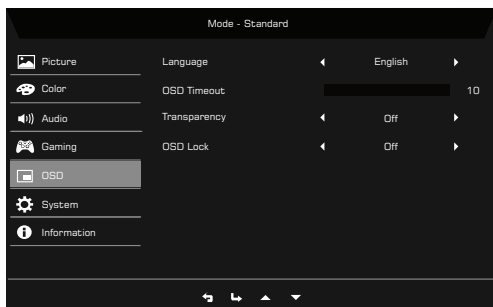 Mode - Standard
Picture
Language English
Color
OSD Timeout 10
Audio
Transparency Off
Gaming
OSD Lock Off
OSD
System
Information